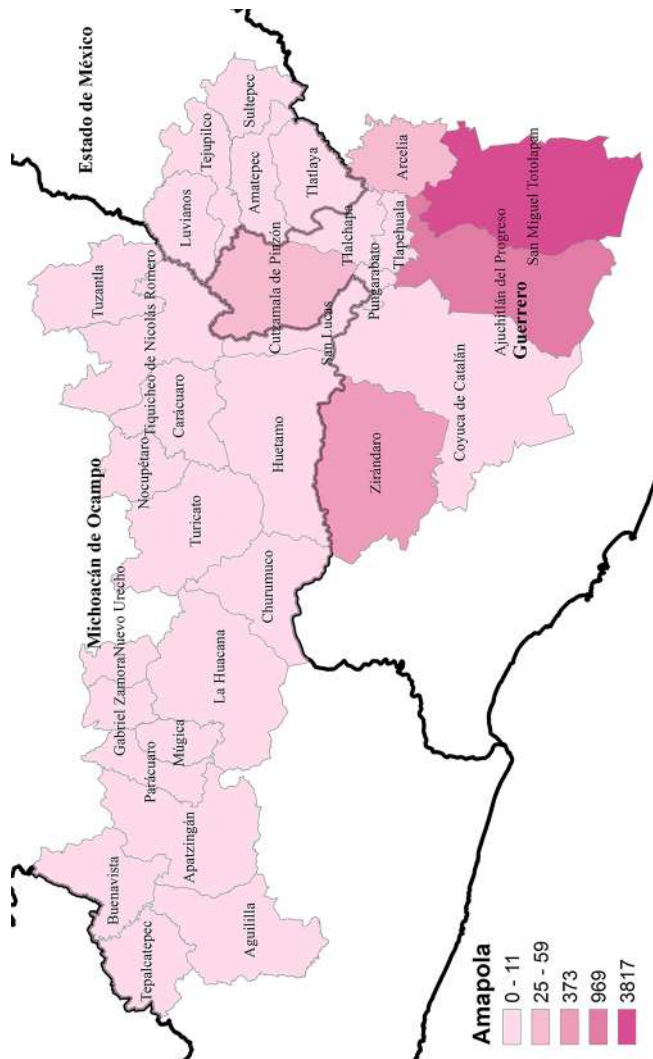 Estado de México
Michoacán de Ocampo
Tuzantla
Tejupilco
Sultepec
Luvianos
Amatepec
Tlatlaya
Tiquicheo de Nicolás Romero
Nocupétaro
Carácuaro
Turicato
Nuevo Urecho
Gabriel Zamora
Parácuaro
Múgica
La Huacana
Churumuco
Huetamo
San Lucas
Cutzamala de Pinzón
Buenavista
Tepalcatepec
Apatzingán
Aguililla
Tlalchapa
Pungarabato
Tlapehuala
Arcelia
Zirándaro
Coyuca de Catalán
Ajuchitlán del Progreso
Guerrero
San Miguel Totolapan
Amapola
0 - 11
25 - 59
373
969
3817